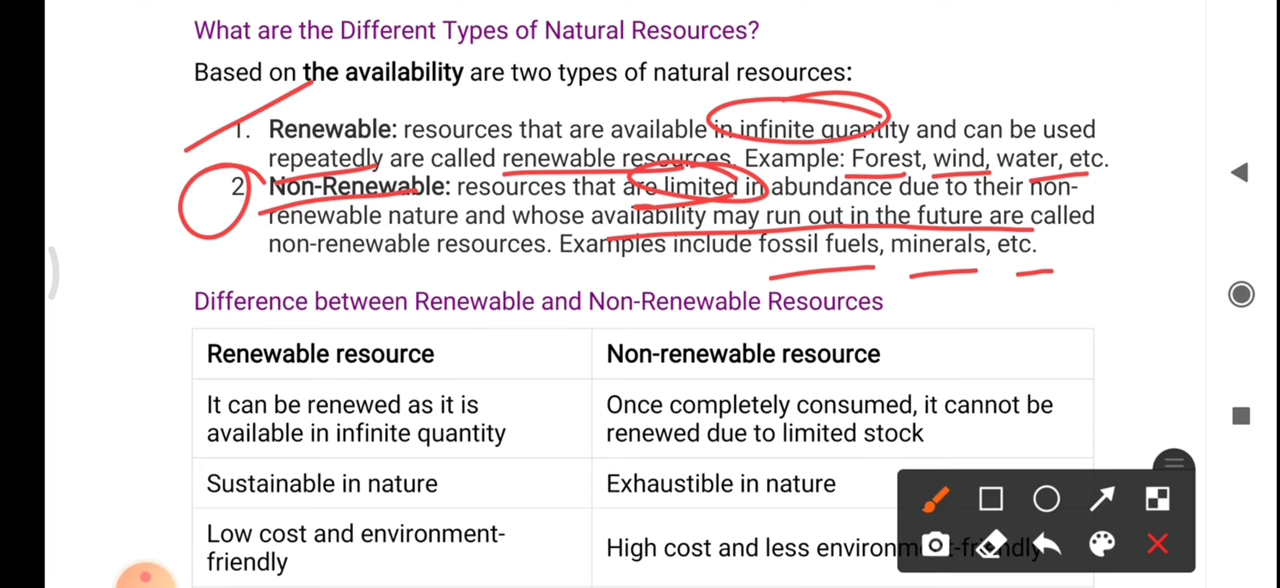 What are the Different Types of Natural Resources?
Based on the availability are two types of natural resources:
1. Renewable: resources that are available in infinite quantity and can be used
repeatedly are called renewable resources. Example: Forest, wind, water, etc.
2. Non-Renewable: resources that are limited in abundance due to their non-
renewable nature and whose availability may run out in the future are called
non-renewable resources. Examples include fossil fuels, minerals, etc.
Difference between Renewable and Non-Renewable Resources
Renewable resource
Non-renewable resource
It can be renewed as it is
available in infinite quantity
Once completely consumed, it cannot be
renewed due to limited stock
Sustainable in nature
Exhaustible in nature
Low cost and environment-
friendly
High cost and less environment-friendly